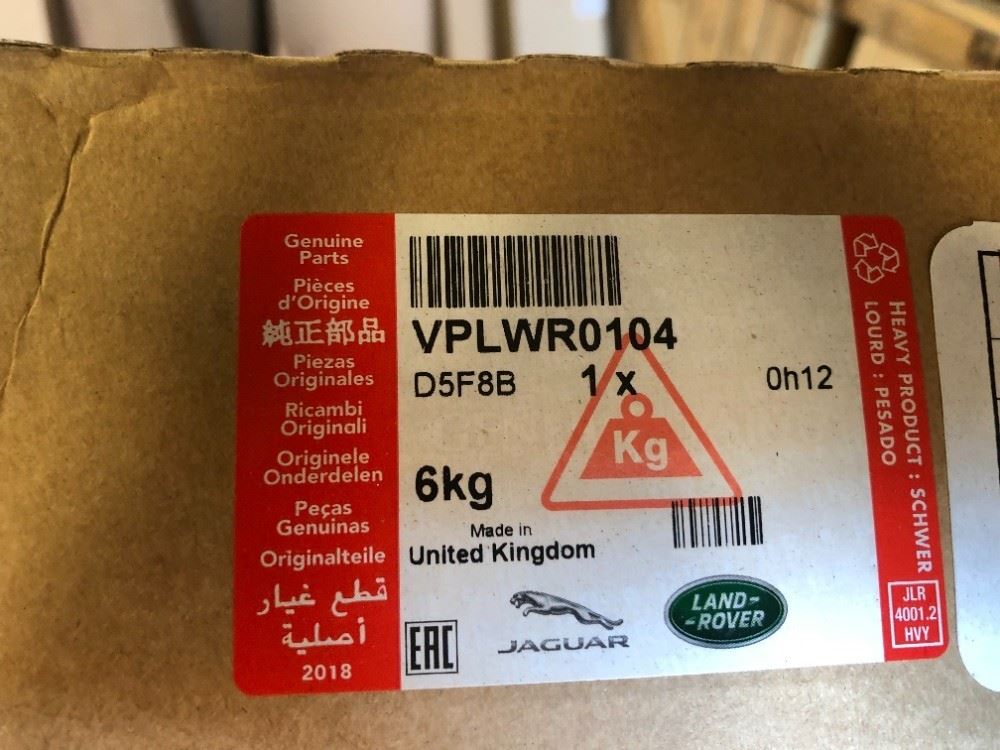 Genuine
Parts
Pièces
d'Origine
純正部品
Piezas
Originales
Ricambi
Originali
Originele
Onderdelen
Peças
Genuinas
Originalteile
قطع غيار
أصلية
2018
VPLWR0104
D5F8B 1 x 0h12
Kg
6kg
Made in
United Kingdom
EAC
JAGUAR
LAND-
-ROVER
HEAVY PRODUCT : SCHWER
LOURD : PESADO
JLR
4001.2
HVY